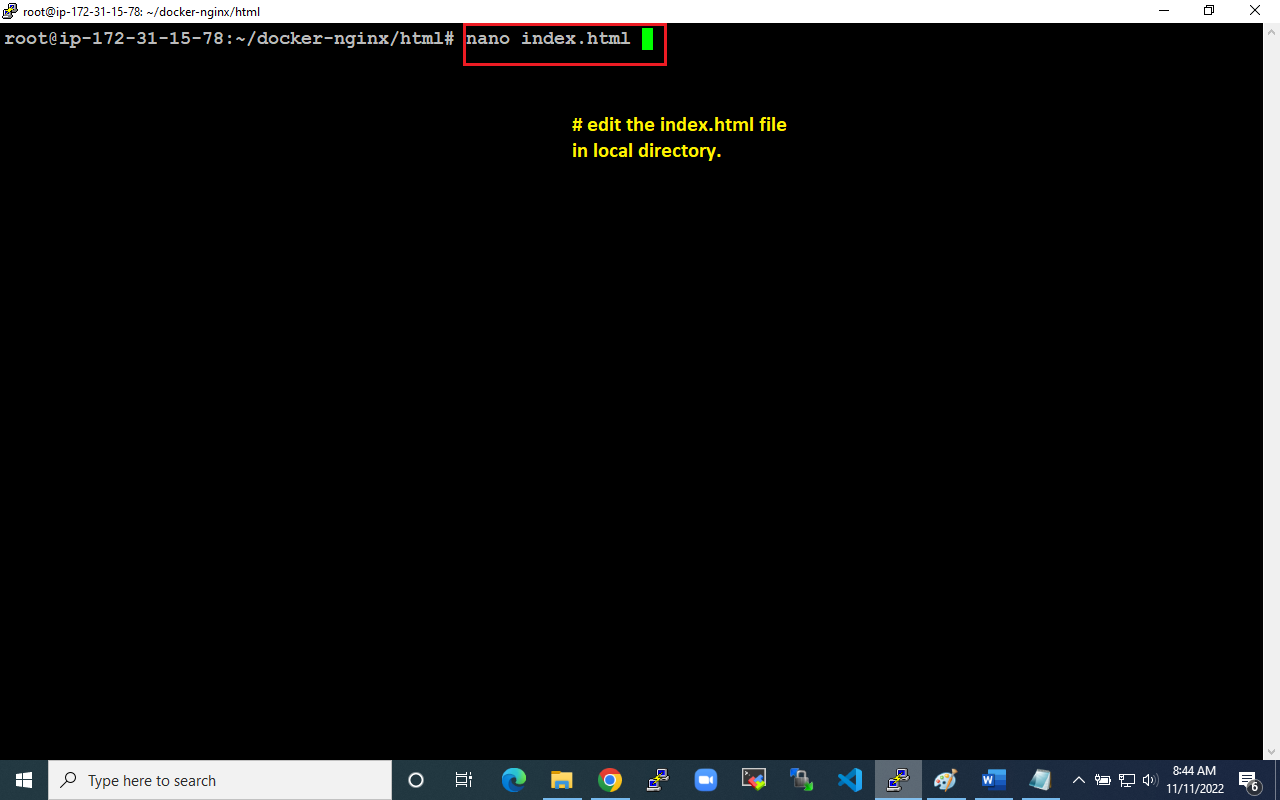 root@ip-172-31-15-78: ~/docker-nginx/html
root@ip-172-31-15-78:~/docker-nginx/html# nano index.html
# edit the index.html file
in local directory.
Type here to search
8:44 AM
11/11/2022
6